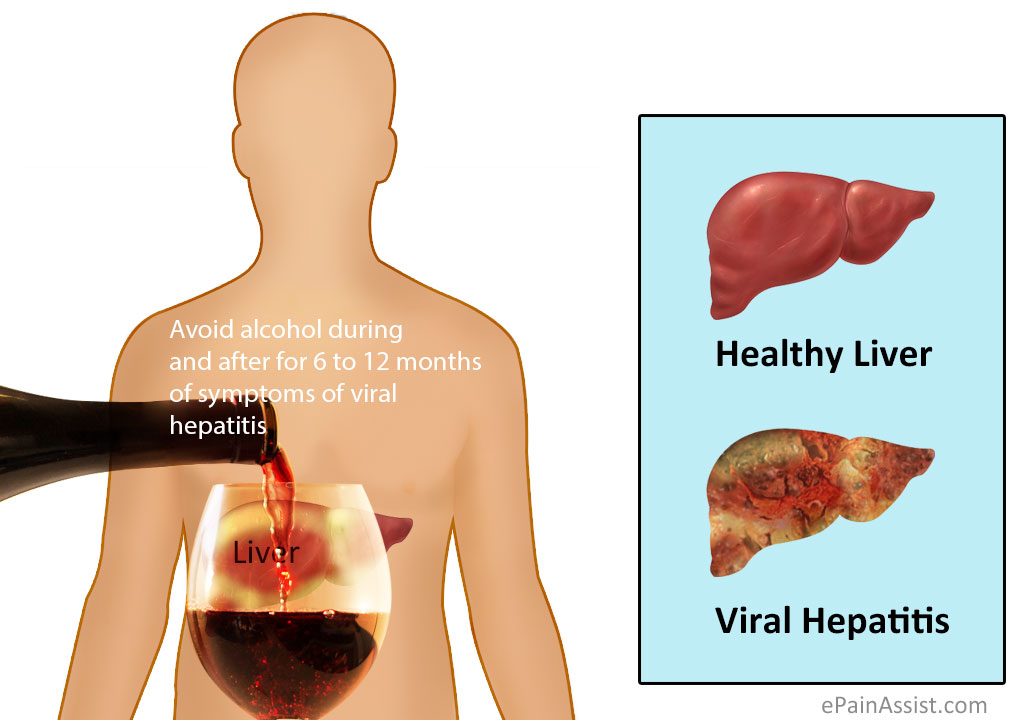 Avoid alcohol during
and after for 6 to 12 months
of symptoms of viral
hepatitis
Liver
Healthy Liver
Viral Hepatitis
ePainAssist.com